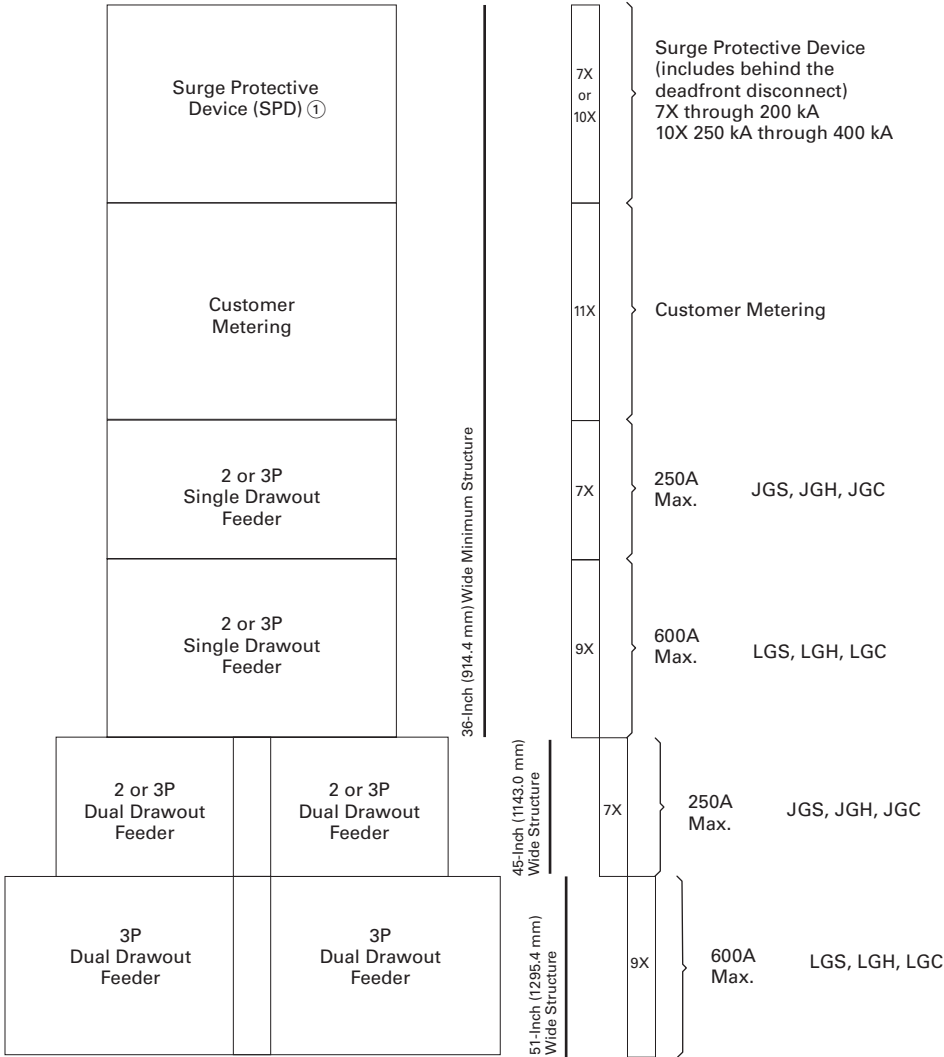 Surge Protective
Device (SPD) ①
7X
or
10X
Surge Protective Device
(includes behind the
deadfront disconnect)
7X through 200 kA
10X 250 kA through 400 kA
Customer
Metering
11X
Customer Metering
36-Inch (914.4 mm) Wide Minimum Structure
2 or 3P
Single Drawout
Feeder
7X
250A
Max.
JGS, JGH, JGC
2 or 3P
Single Drawout
Feeder
9X
600A
Max.
LGS, LGH, LGC
2 or 3P
Dual Drawout
Feeder
2 or 3P
Dual Drawout
Feeder
45-Inch (1143.0 mm)
Wide Structure
7X
250A
Max.
JGS, JGH, JGC
3P
Dual Drawout
Feeder
3P
Dual Drawout
Feeder
51-Inch (1295.4 mm)
Wide Structure
9X
600A
Max.
LGS, LGH, LGC